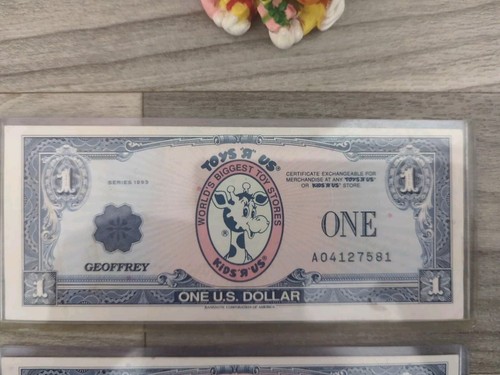 TOYS "R" US®
WORLD'S BIGGEST TOY STORES
KIDS "R" US®
CERTIFICATE EXCHANGEABLE FOR
MERCHANDISE AT ANY TOYS "R" US®
OR KIDS "R" US® STORE.
1
1
SERIES
ONE
A04127581
GEOFFREY
®
1
1
ONE U.S. DOLLAR